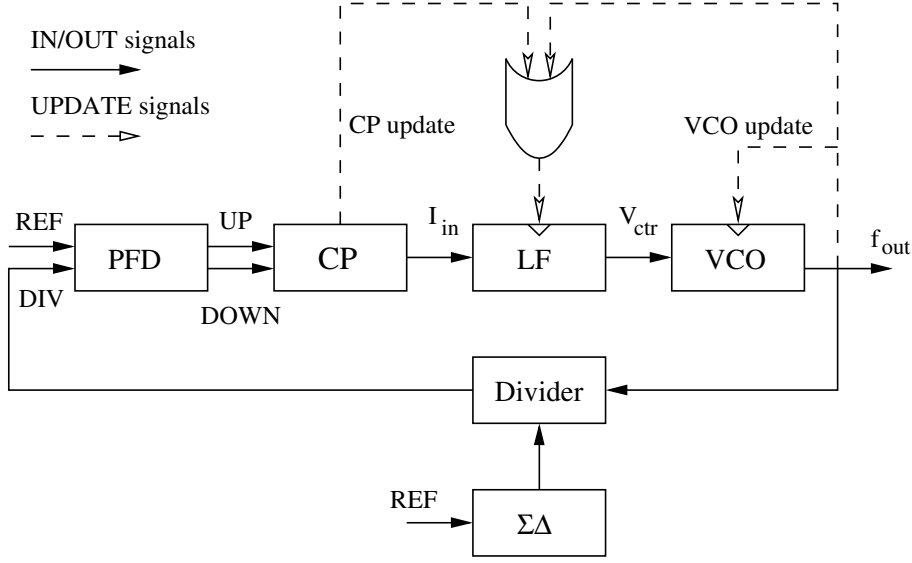 IN/OUT signals
UPDATE signals
CP update
VCO update
REF
UP
I in
V ctr
f out
PFD
CP
LF
VCO
DIV
DOWN
Divider
REF
ΣΔ